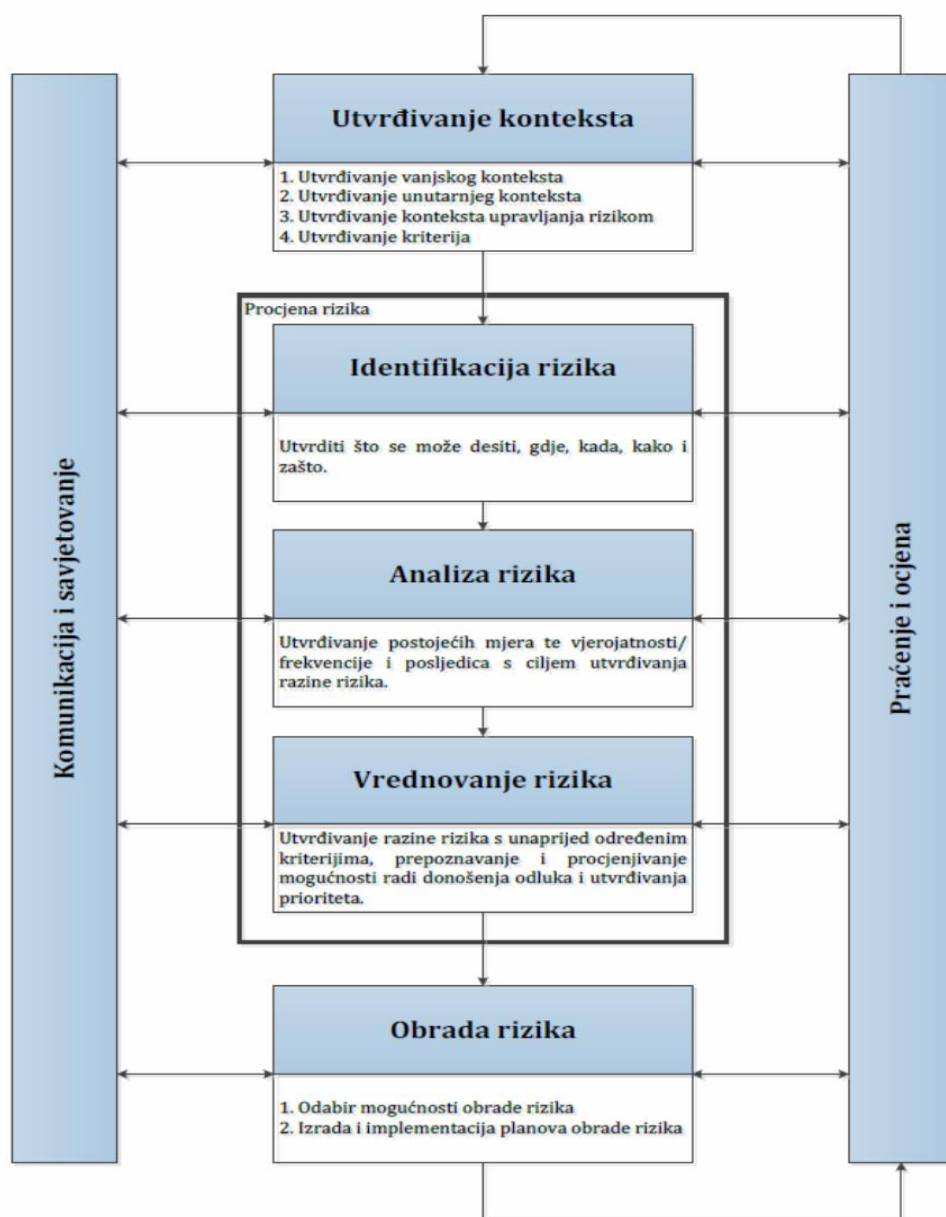 Utvrđivanje konteksta
1. Utvrđivanje vanjskog konteksta
2. Utvrđivanje unutarnjeg konteksta
3. Utvrđivanje konteksta upravljanja rizikom
4. Utvrđivanje kriterija
Procjena rizika
Identifikacija rizika
Utvrditi što se može desiti, gdje, kada, kako i
zašto.
Analiza rizika
Utvrđivanje postojećih mjera te vjerojatnosti/
frekvencije i posljedica s ciljem utvrđivanja
razine rizika.
Vrednovanje rizika
Utvrđivanje razine rizika s unaprijed određenim
kriterijima, prepoznavanje i procjenjivanje
mogućnosti radi donošenja odluka i utvrđivanja
prioriteta.
Obrada rizika
1. Odabir mogućnosti obrade rizika
2. Izrada i implementacija planova obrade rizika
Komunikacija i savjetovanje
Praćenje i ocjena